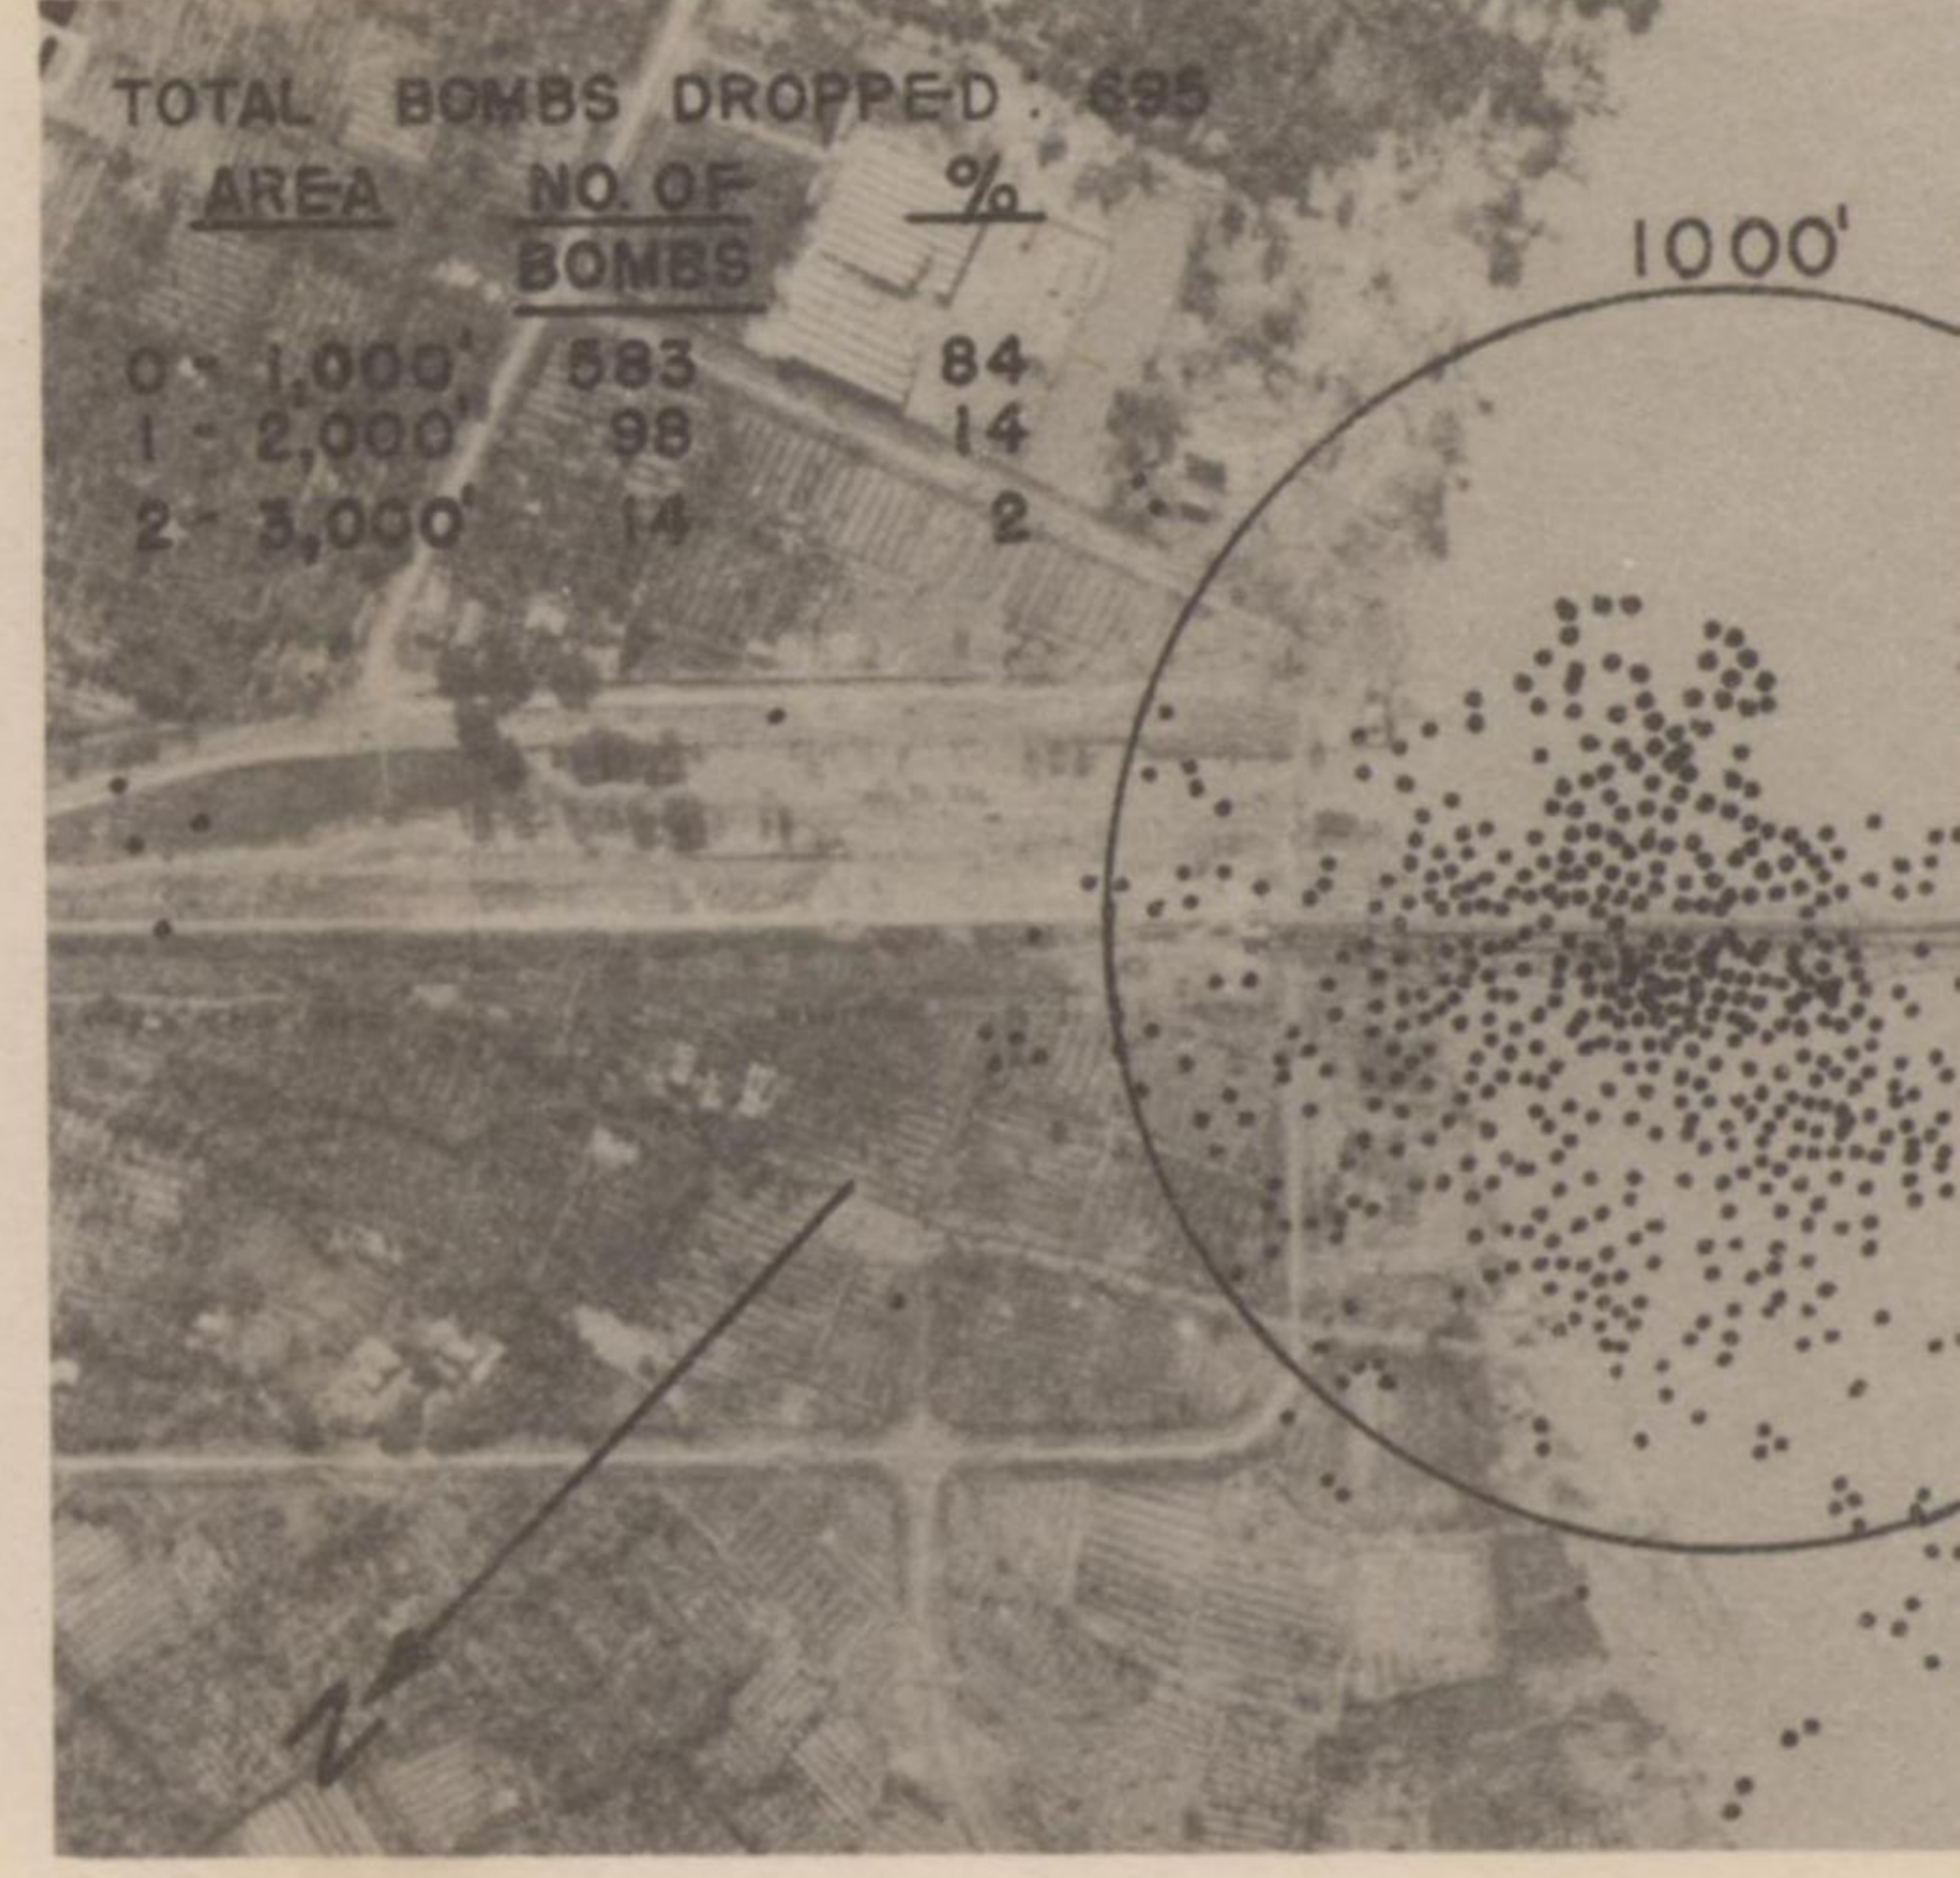 TOTAL BOMBS DROPPED: 695
AREA NO. OF %
BOMBS
1000'
0 - 1,000' 583 84
1 - 2,000' 98 14
2 - 3,000' 14 2
N